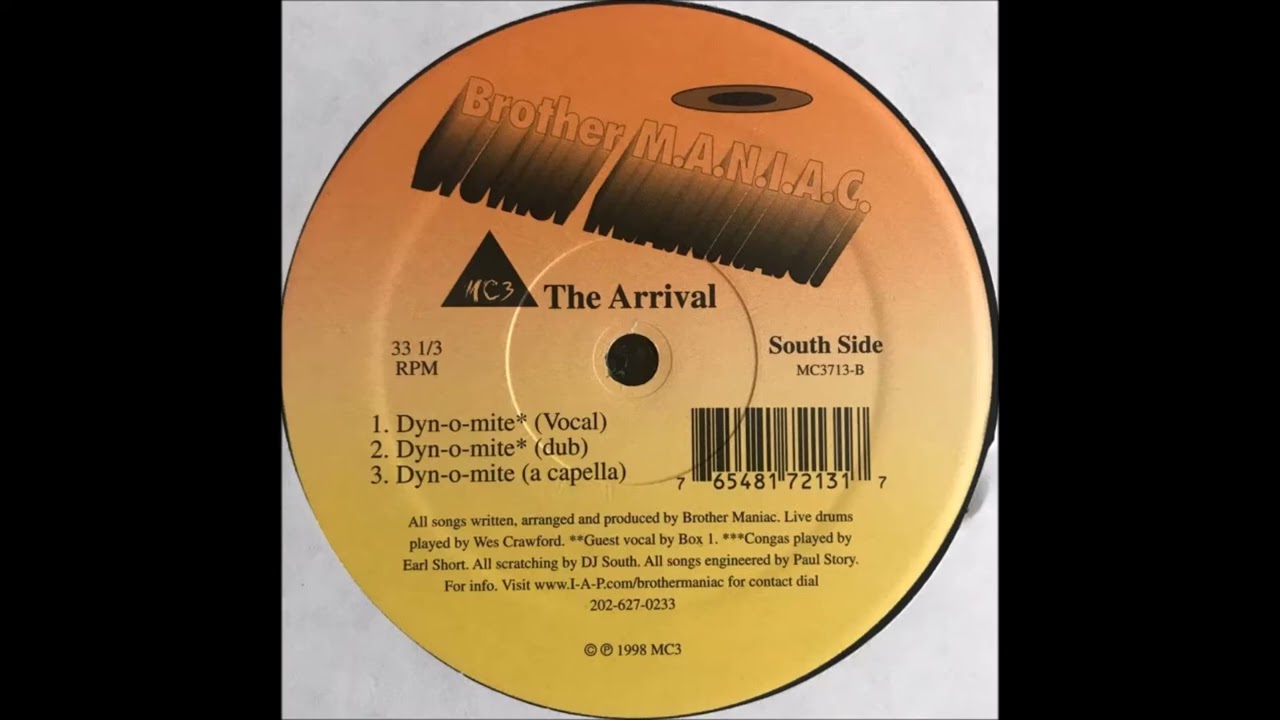 Brother M.A.N.I.A.C.
MC3
The Arrival
33 1/3
RPM
South Side
MC3713-B
1. Dyn-o-mite* (Vocal)
2. Dyn-o-mite* (dub)
3. Dyn-o-mite (a capella)
7 65481 72131 7
All songs written, arranged and produced by Brother Maniac. Live drums
played by Wes Crawford. **Guest vocal by Box 1. ***Congas played by
Earl Short. All scratching by DJ South. All songs engineered by Paul Story.
For info. Visit www.I-A-P.com/brothermaniac for contact dial
202-627-0233
© ℗ 1998 MC3